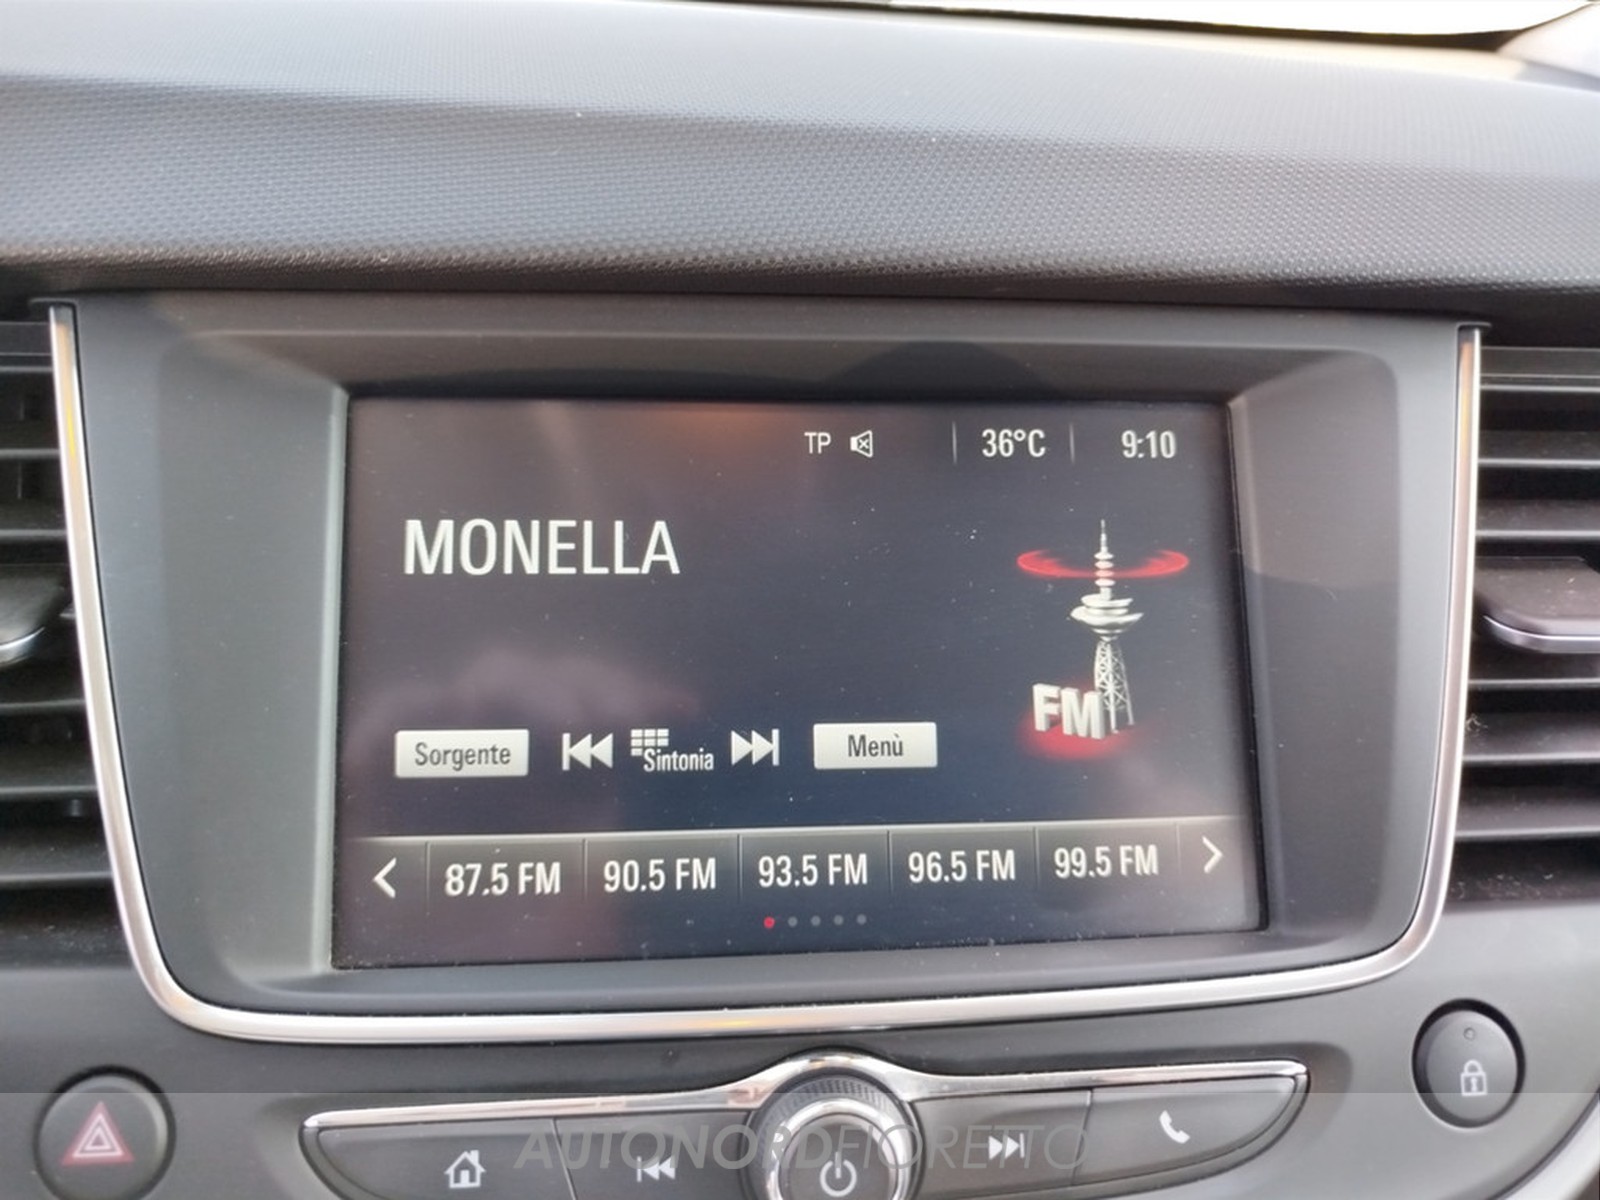 TP 36°C 9:10
MONELLA
FM
Sorgente Sintonia Menù
87.5 FM 90.5 FM 93.5 FM 96.5 FM 99.5 FM
AUTONORDFIORETTO